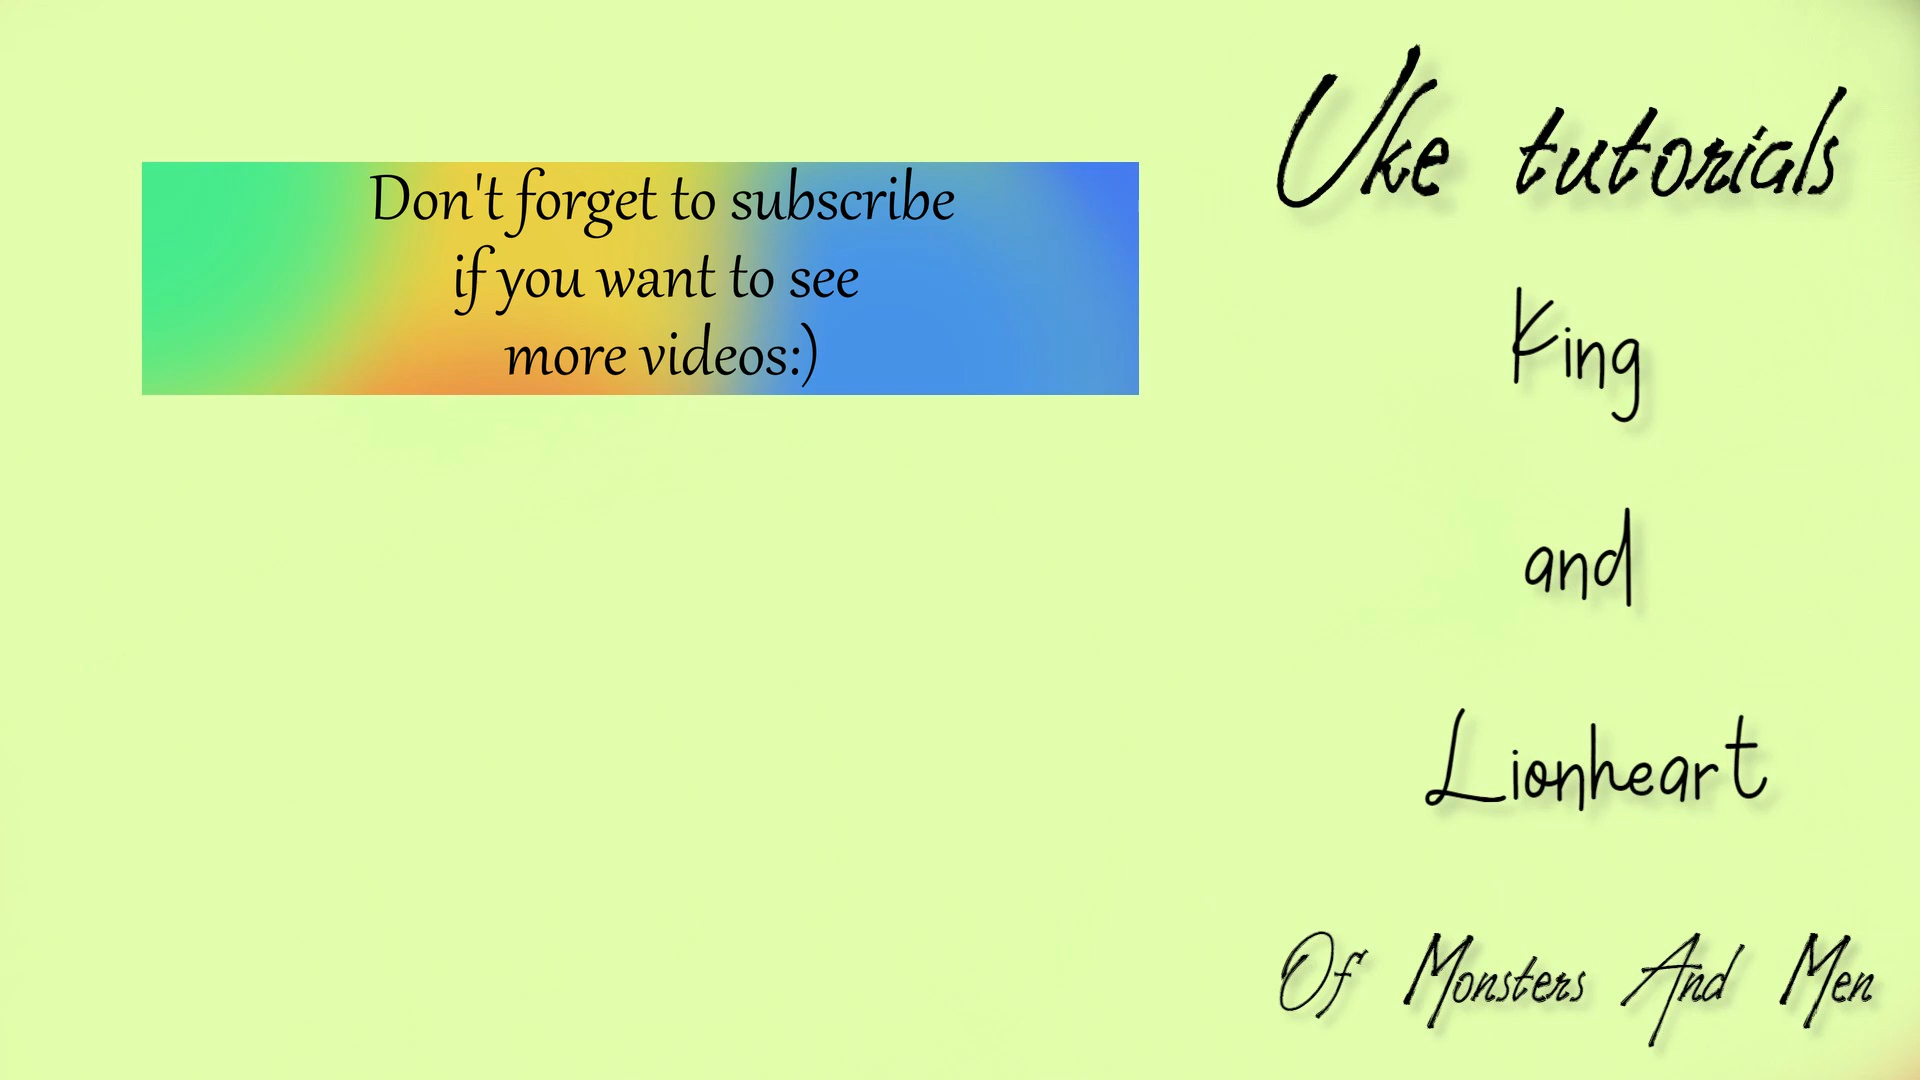 Don't forget to subscribe
if you want to see
more videos:)
Uke tutorials
King
and
Lionheart
Of Monsters And Men